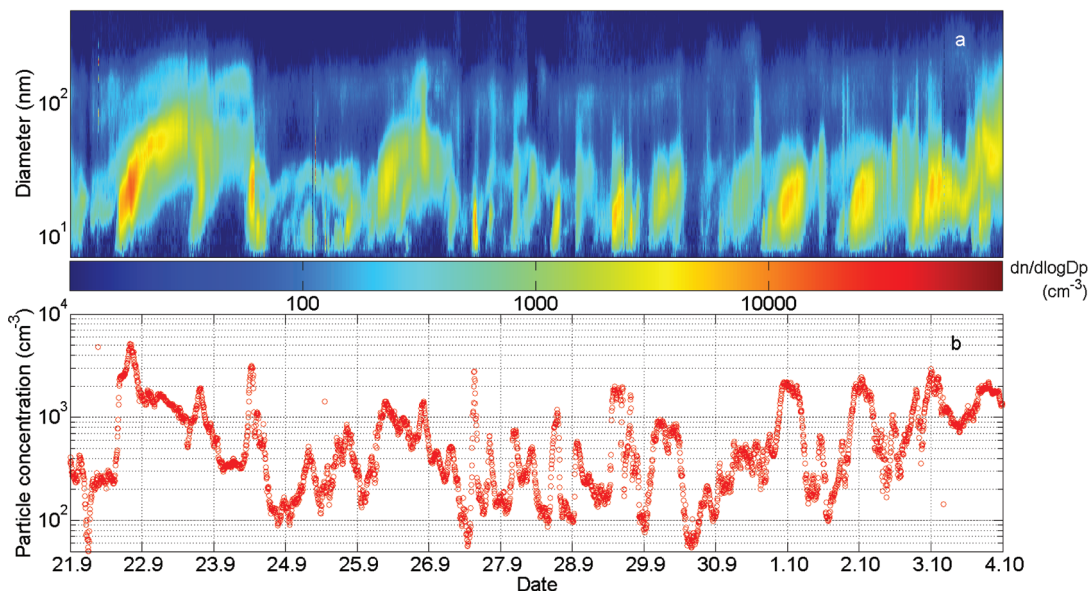 a
Diameter (nm)
10²
10¹
100 1000 10000
dn/dlogDp
(cm⁻³)
b
Particle concentration (cm⁻³)
10⁴
10³
10²
21.9 22.9 23.9 24.9 25.9 26.9 27.9 28.9 29.9 30.9 1.10 2.10 3.10 4.10
Date